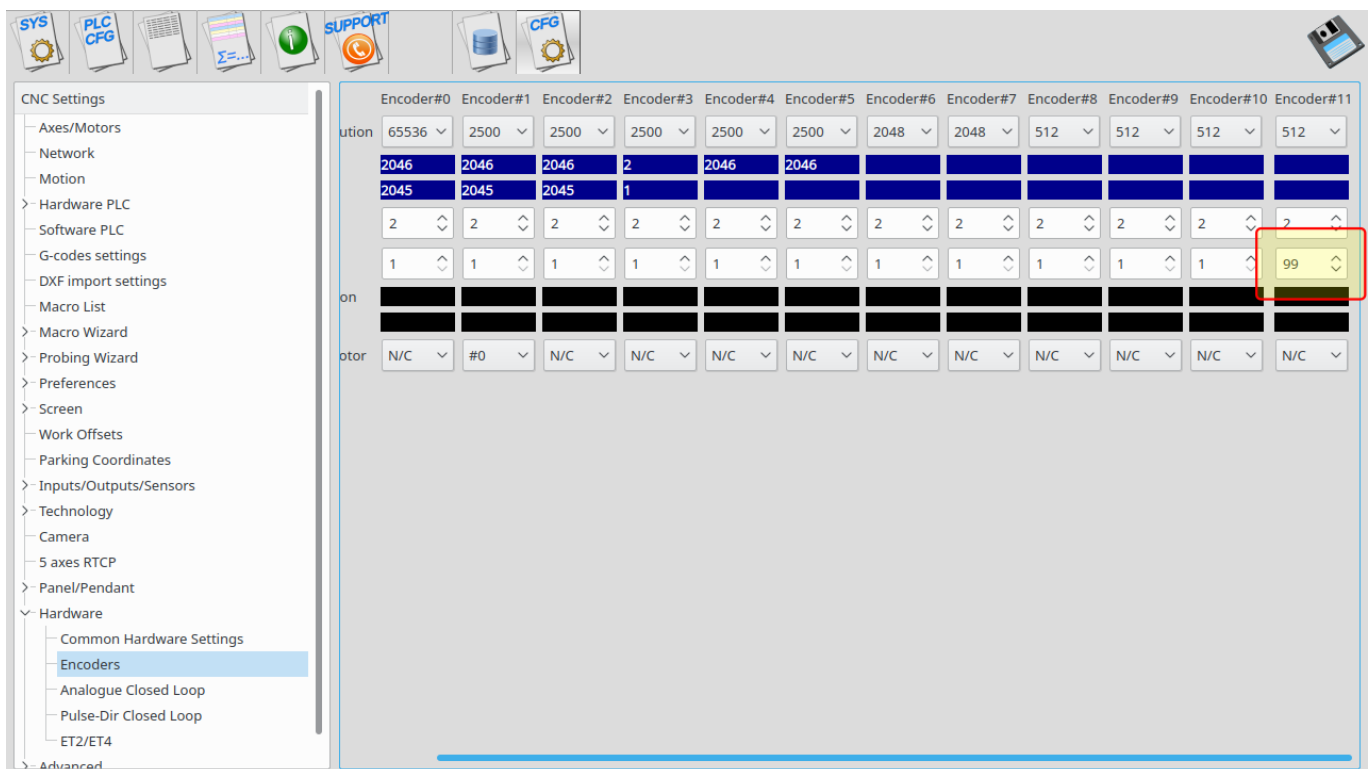 SYS
PLC
CFG
Σ=...
i
SUPPORT
CFG
CNC Settings
Axes/Motors
Network
Motion
Hardware PLC
Software PLC
G-codes settings
DXF import settings
Macro List
Macro Wizard
Probing Wizard
Preferences
Screen
Work Offsets
Parking Coordinates
Inputs/Outputs/Sensors
Technology
Camera
5 axes RTCP
Panel/Pendant
Hardware
Common Hardware Settings
Encoders
Analogue Closed Loop
Pulse-Dir Closed Loop
ET2/ET4
Advanced
Encoder#0 Encoder#1 Encoder#2 Encoder#3 Encoder#4 Encoder#5 Encoder#6 Encoder#7 Encoder#8 Encoder#9 Encoder#10 Encoder#11
ution 65536 2500 2500 2500 2500 2500 2048 2048 512 512 512 512
2046 2046 2046 2 2046 2046
2045 2045 2045 1
2 2 2 2 2 2 2 2 2 2 2 2
1 1 1 1 1 1 1 1 1 1 1 99
on
otor N/C #0 N/C N/C N/C N/C N/C N/C N/C N/C N/C N/C